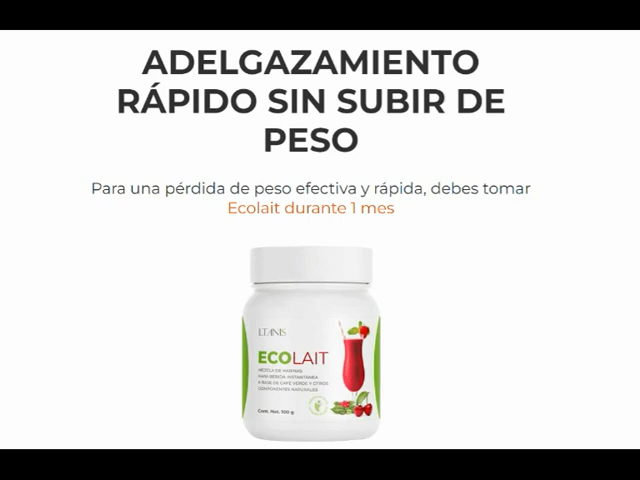 ADELGAZAMIENTO
RÁPIDO SIN SUBIR DE
PESO
Para una pérdida de peso efectiva y rápida, debes tomar
Ecolait durante 1 mes
LTANIS
ECOLAIT
MEZCLA DE HARINAS
PARA BEBIDA INSTANTÁNEA
A BASE DE CAFÉ VERDE Y OTROS
COMPONENTES NATURALES
Cont. Net. 100 g